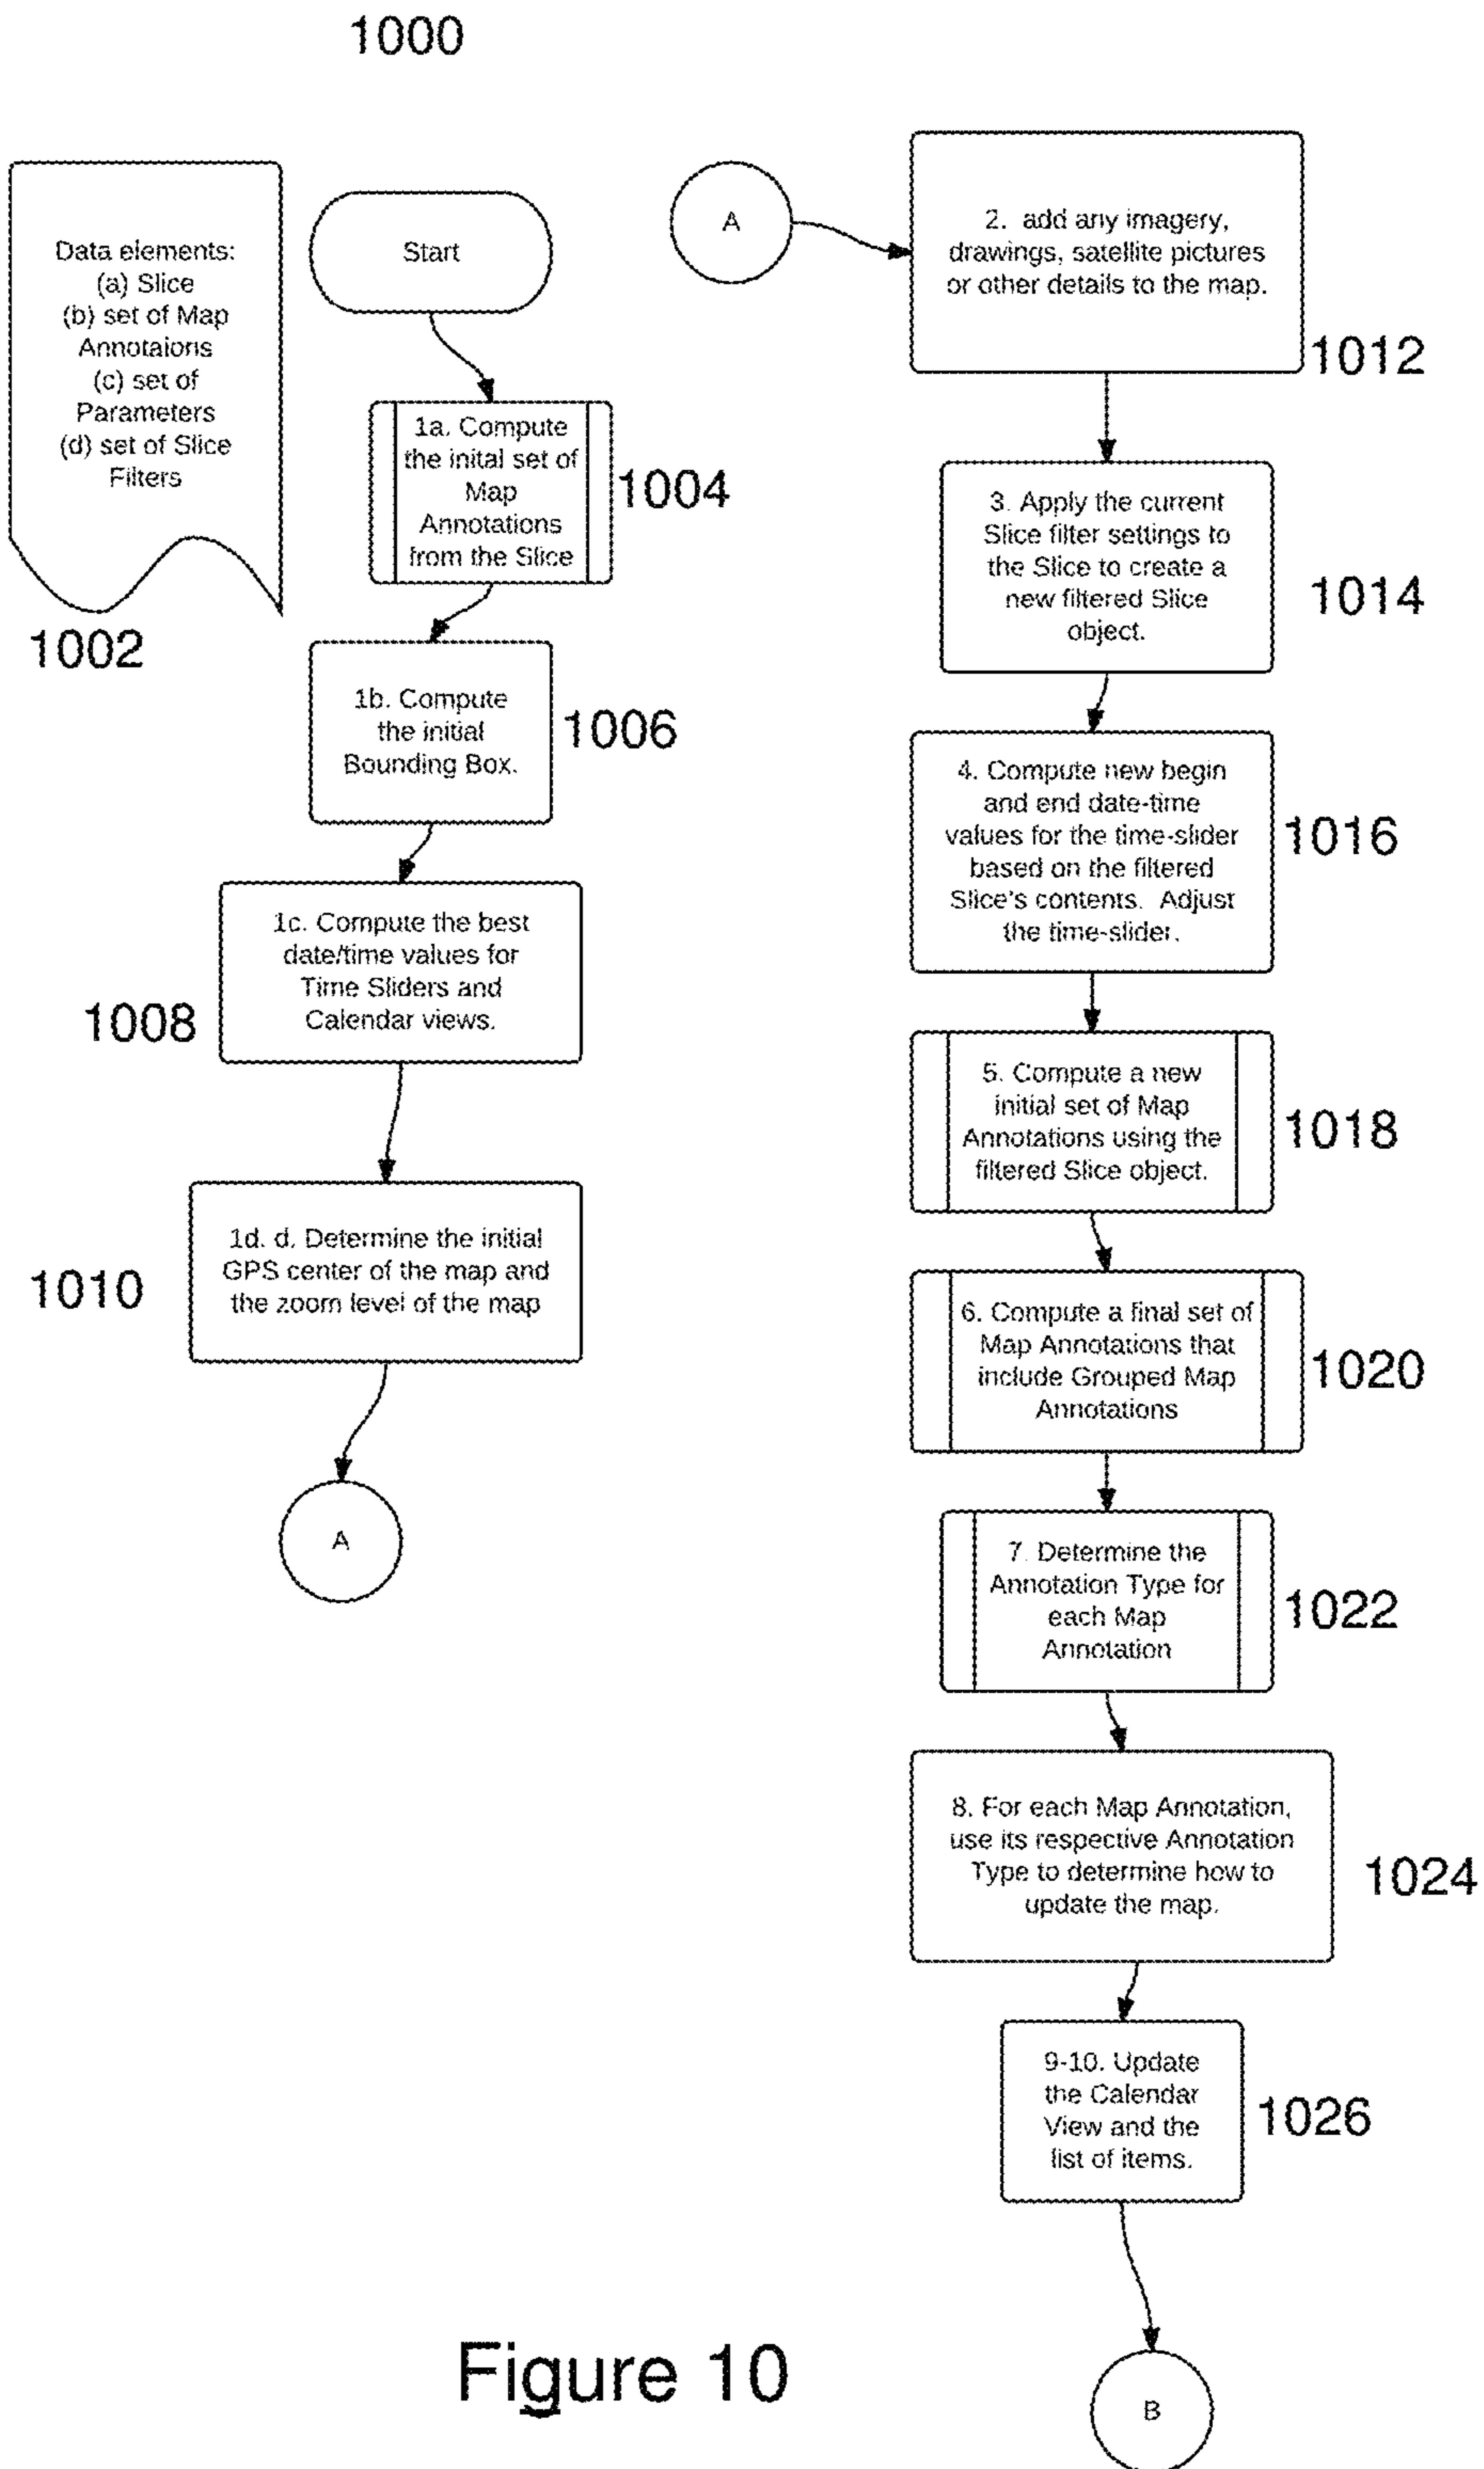 1000
Data elements:
(a) Slice
(b) set of Map
Annotaions
(c) set of
Parameters
(d) set of Slice
Filters
1002
Start
1a. Compute
the inital set of
Map
Annotations
from the Slice
1004
1b. Compute
the initial
Bounding Box.
1006
1c. Compute the best
date/time values for
Time Sliders and
Calendar views.
1008
1d. d. Determine the initial
GPS center of the map and
the zoom level of the map
1010
A
A
2. add any imagery,
drawings, satellite pictures
or other details to the map.
1012
3. Apply the current
Slice filter settings to
the Slice to create a
new filtered Slice
object.
1014
4. Compute new begin
and end date-time
values for the time-slider
based on the filtered
Slice's contents. Adjust
the time-slider.
1016
5. Compute a new
initial set of Map
Annotations using the
filtered Slice object.
1018
6. Compute a final set of
Map Annotations that
include Grouped Map
Annotations
1020
7. Determine the
Annotation Type for
each Map
Annotation
1022
8. For each Map Annotation,
use its respective Annotation
Type to determine how to
update the map.
1024
9-10. Update
the Calendar
View and the
list of items.
1026
B
Figure 10